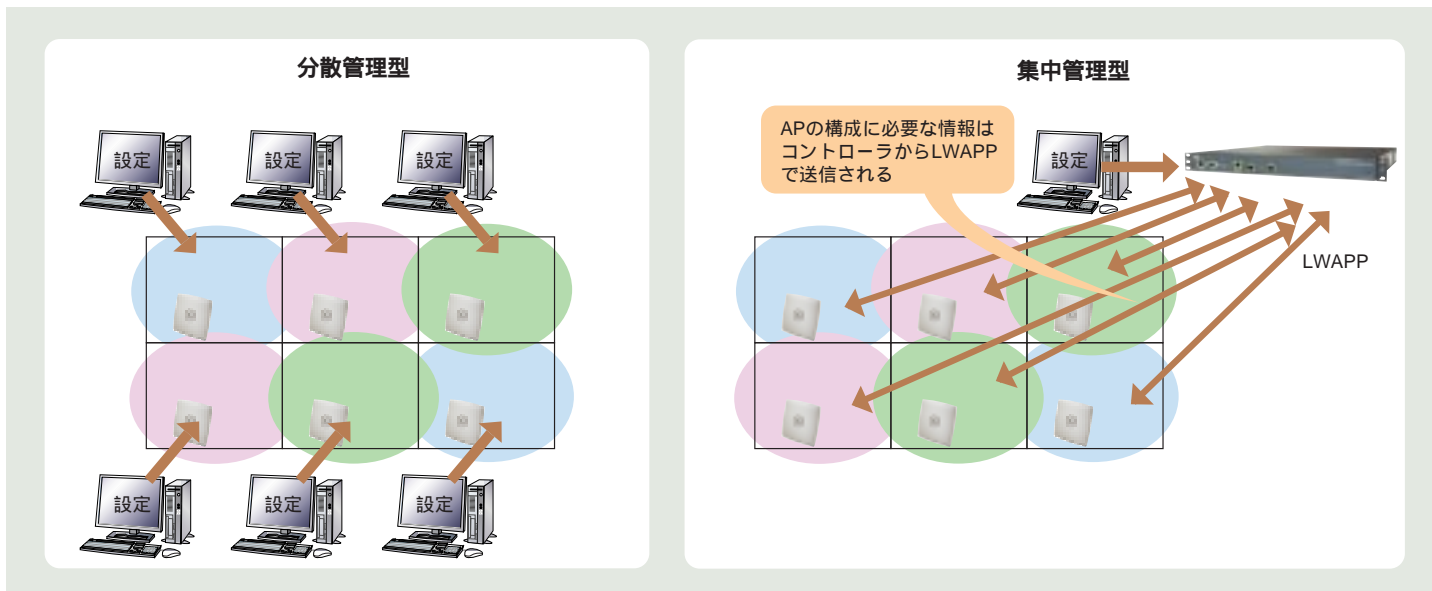 分散管理型
設定
設定
設定
設定
設定
設定
集中管理型
APの構成に必要な情報は
コントローラからLWAPP
で送信される
設定
LWAPP